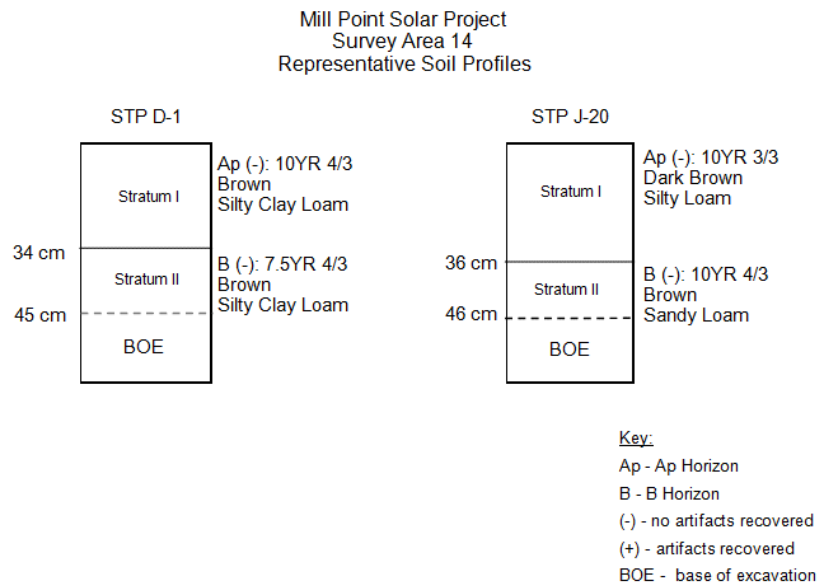 Mill Point Solar Project
Survey Area 14
Representative Soil Profiles
STP D-1
Stratum I
Ap (-): 10YR 4/3
Brown
Silty Clay Loam
34 cm
Stratum II
B (-): 7.5YR 4/3
Brown
Silty Clay Loam
45 cm
BOE
STP J-20
Stratum I
Ap (-): 10YR 3/3
Dark Brown
Silty Loam
36 cm
Stratum II
B (-): 10YR 4/3
Brown
Sandy Loam
46 cm
BOE
Key:
Ap - Ap Horizon
B - B Horizon
(-) - no artifacts recovered
(+) - artifacts recovered
BOE - base of excavation